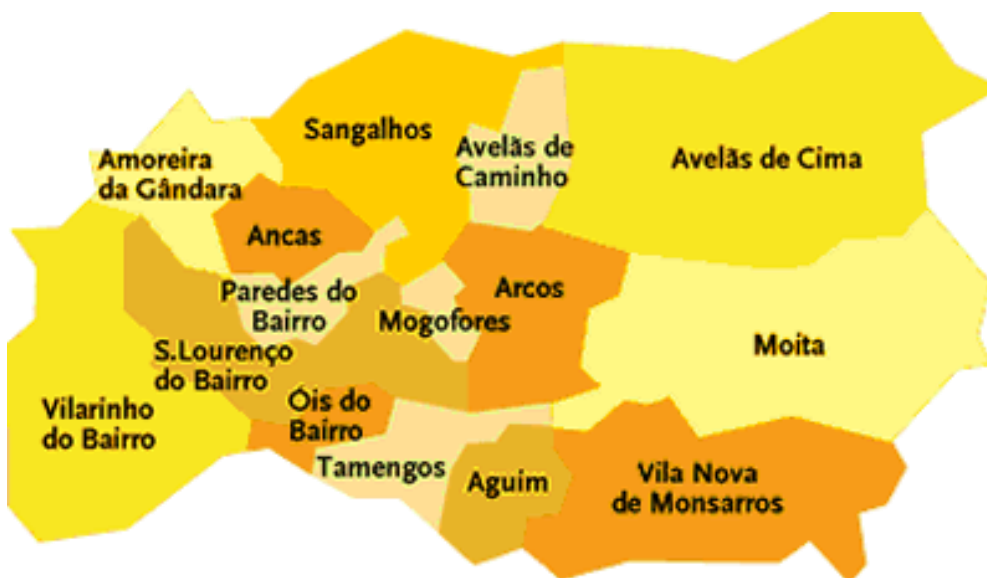 Sangalhos
Amoreira
da Gândara
Avelãs de
Caminho
Avelãs de Cima
Ancas
Paredes do
Bairro
Arcos
Mogofores
S.Lourenço
do Bairro
Moita
Vilarinho
do Bairro
Óis do
Bairro
Tamengos
Aguim
Vila Nova
de Monsarros